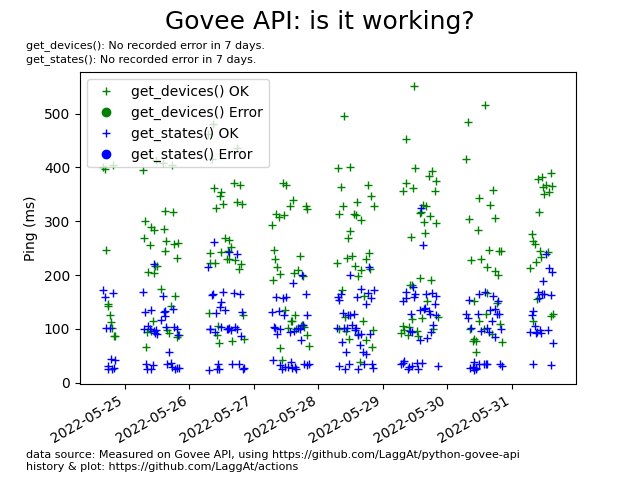 Govee API: is it working?
get_devices(): No recorded error in 7 days.
get_states(): No recorded error in 7 days.
get_devices() OK
get_devices() Error
get_states() OK
get_states() Error
Ping (ms)
500
400
300
200
100
0
2022-05-25
2022-05-26
2022-05-27
2022-05-28
2022-05-29
2022-05-30
2022-05-31
data source: Measured on Govee API, using https://github.com/LaggAt/python-govee-api
history & plot: https://github.com/LaggAt/actions